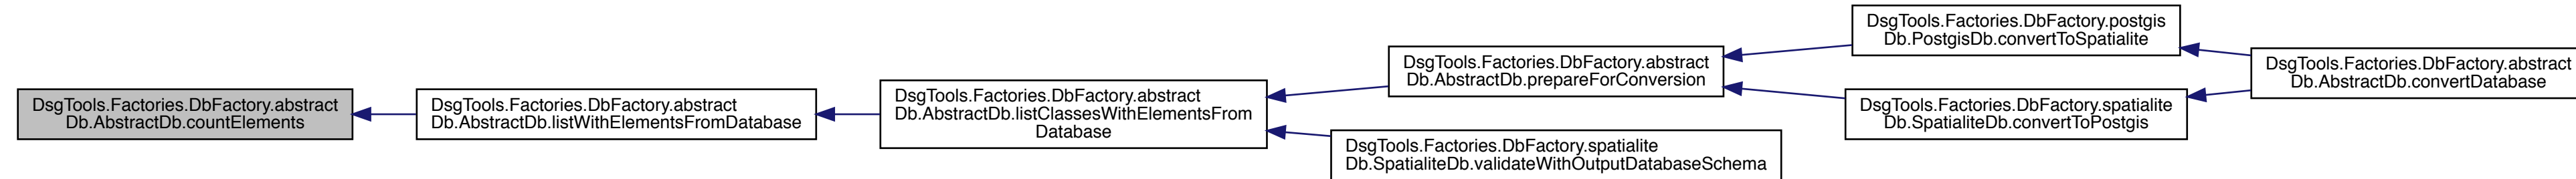 DsgTools.Factories.DbFactory.abstract
Db.AbstractDb.countElements
DsgTools.Factories.DbFactory.abstract
Db.AbstractDb.listWithElementsFromDatabase
DsgTools.Factories.DbFactory.abstract
Db.AbstractDb.listClassesWithElementsFrom
Database
DsgTools.Factories.DbFactory.abstract
Db.AbstractDb.prepareForConversion
DsgTools.Factories.DbFactory.spatialite
Db.SpatialiteDb.validateWithOutputDatabaseSchema
DsgTools.Factories.DbFactory.postgis
Db.PostgisDb.convertToSpatialite
DsgTools.Factories.DbFactory.spatialite
Db.SpatialiteDb.convertToPostgis
DsgTools.Factories.DbFactory.abstract
Db.AbstractDb.convertDatabase